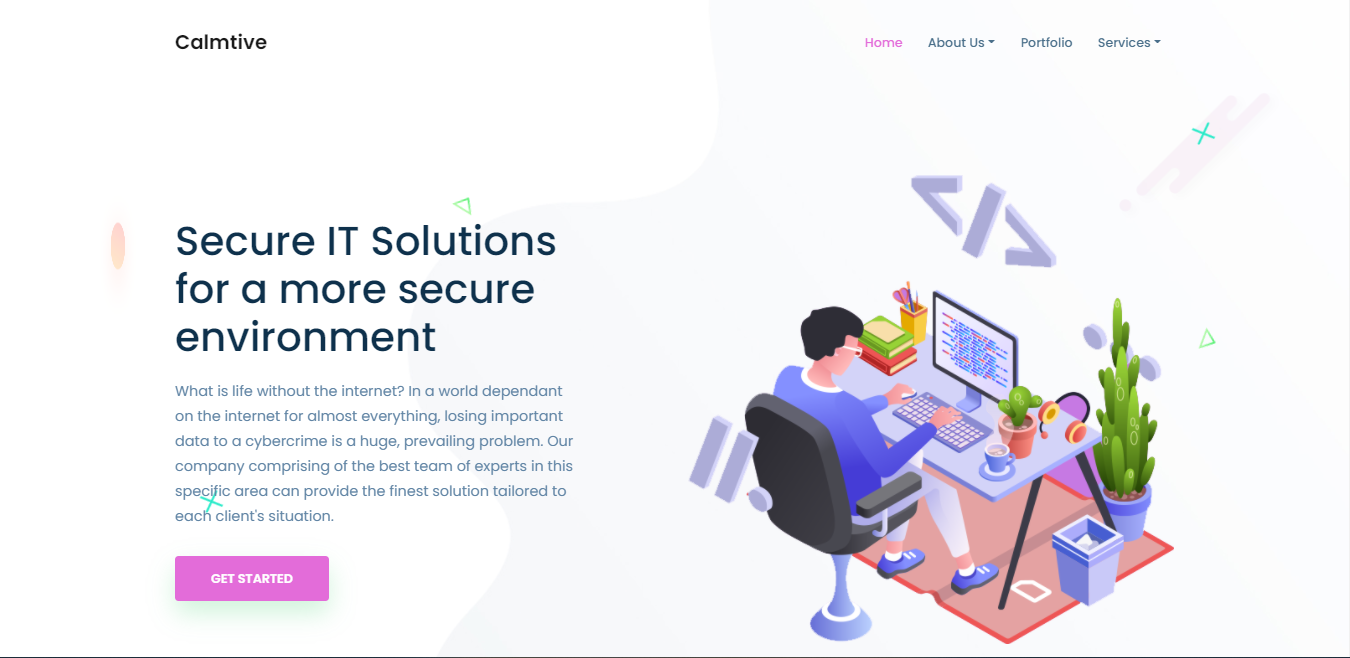 Calmtive
Home About Us Portfolio Services
Secure IT Solutions
for a more secure
environment
What is life without the internet? In a world dependant
on the internet for almost everything, losing important
data to a cybercrime is a huge, prevailing problem. Our
company comprising of the best team of experts in this
specific area can provide the finest solution tailored to
each client's situation.
GET STARTED